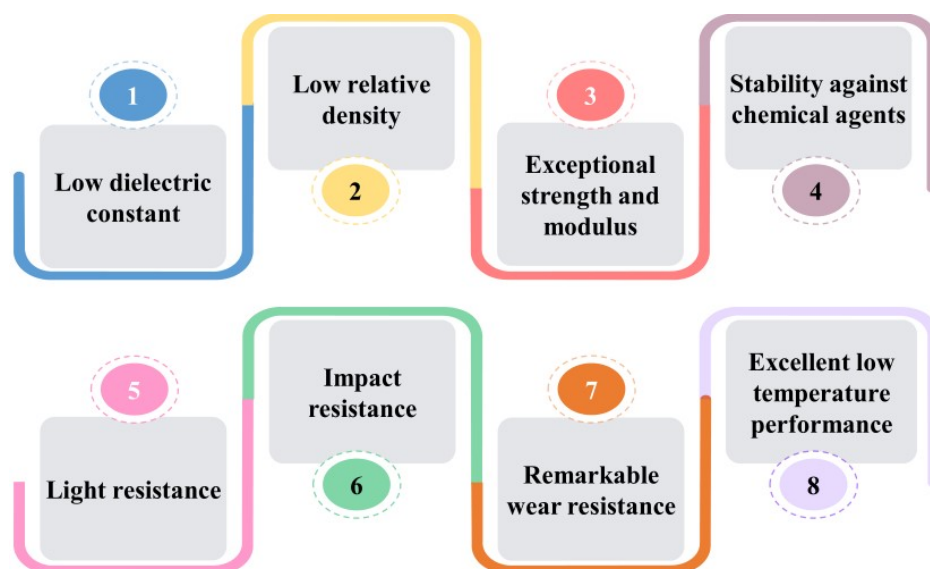 1
Low dielectric
constant
Low relative
density
2
3
Exceptional
strength and
modulus
Stability against
chemical agents
4
5
Light resistance
Impact
resistance
6
7
Remarkable
wear resistance
Excellent low
temperature
performance
8